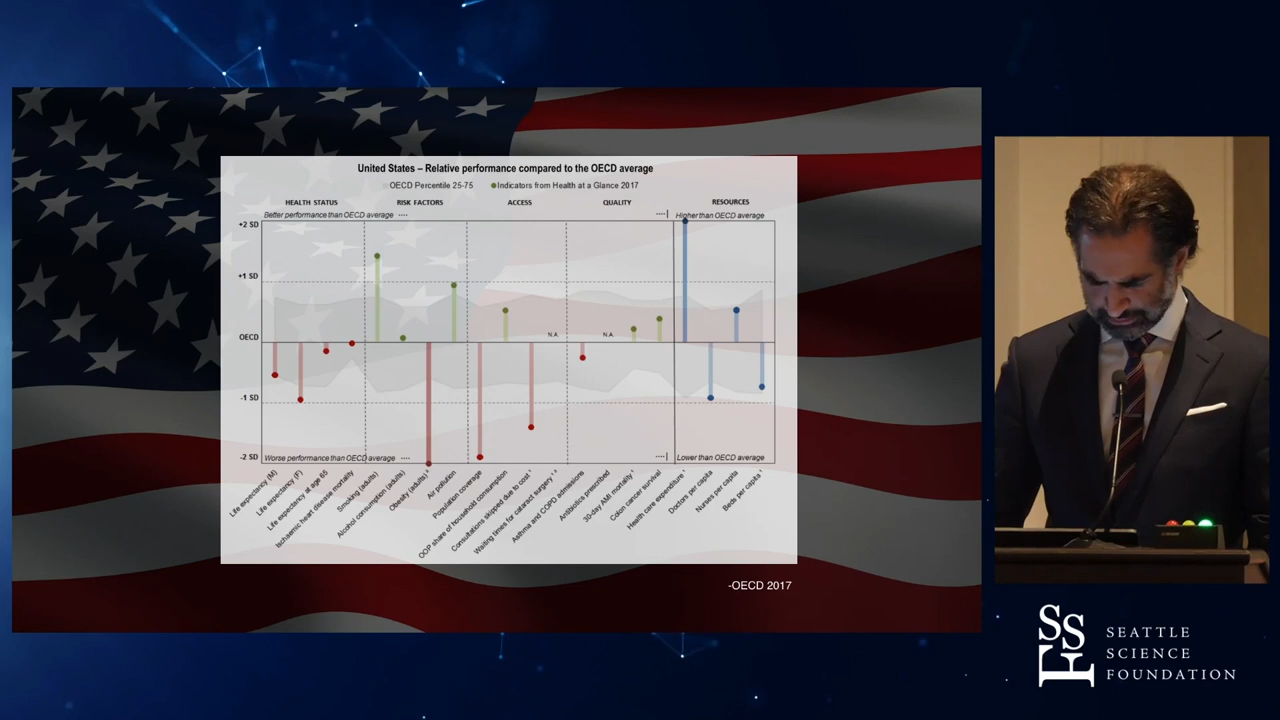 United States – Relative performance compared to the OECD average
OECD Percentile 25-75
Indicators from Health at a Glance 2017
HEALTH STATUS
RISK FACTORS
ACCESS
QUALITY
RESOURCES
Better performance than OECD average
Higher than OECD average
+2 SD
+1 SD
OECD
-1 SD
-2 SD
N.A.
N.A.
Worse performance than OECD average
Lower than OECD average
Life expectancy (M)
Life expectancy (F)
Life expectancy at age 65
Ischaemic heart disease mortality
Smoking (adults)
Alcohol consumption (adults)
Obesity (adults)
Air pollution
Population coverage
OOP share of household consumption
Consultations skipped due to cost
Waiting times for cataract surgery
Asthma and COPD admissions
Antibiotics prescribed
30-day AMI mortality
Colon cancer survival
Health care expenditure
Doctors per capita
Nurses per capita
Beds per capita
-OECD 2017
SSF
SEATTLE
SCIENCE
FOUNDATION